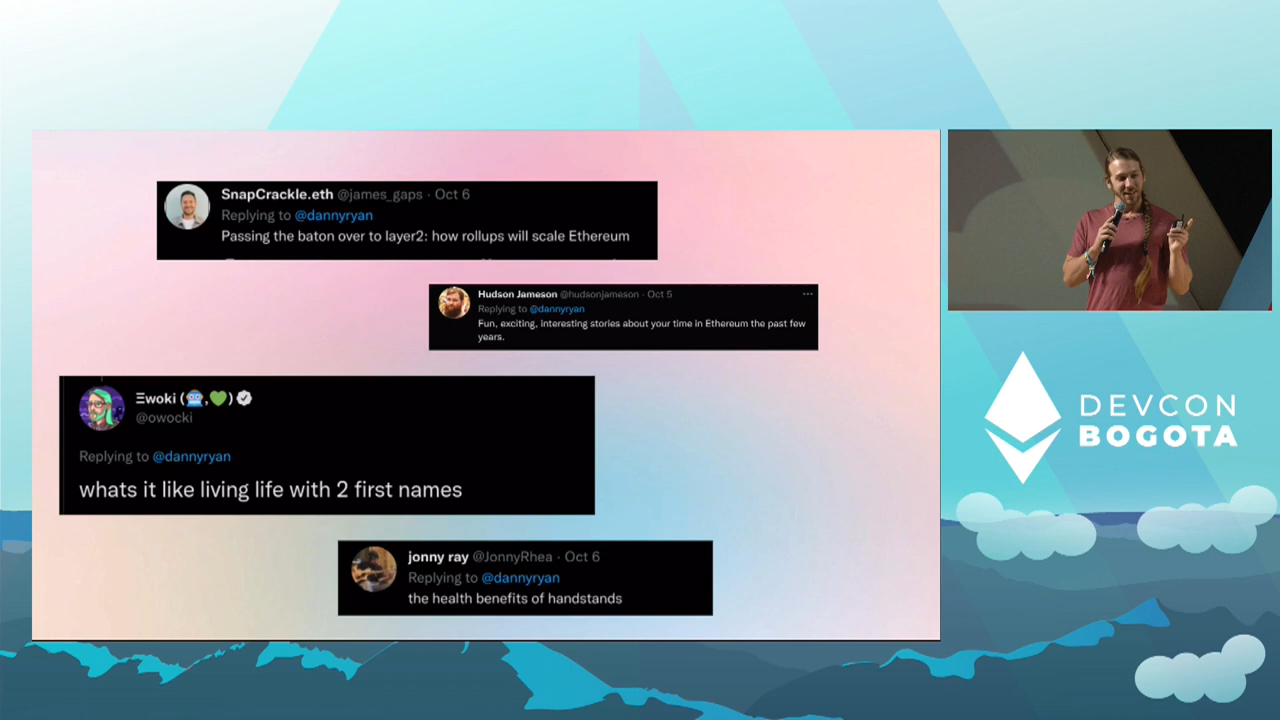 SnapCrackle.eth @james_gaps · Oct 6
Replying to @dannyryan
Passing the baton over to layer2: how rollups will scale Ethereum
Hudson Jameson @hudsonjameson · Oct 5
Replying to @dannyryan
Fun, exciting, interesting stories about your time in Ethereum the past few
years.
Ξwoki (🤖,💚)
@owocki
Replying to @dannyryan
whats it like living life with 2 first names
jonny ray @JonnyRhea · Oct 6
Replying to @dannyryan
the health benefits of handstands
DEVCON
BOGOTA